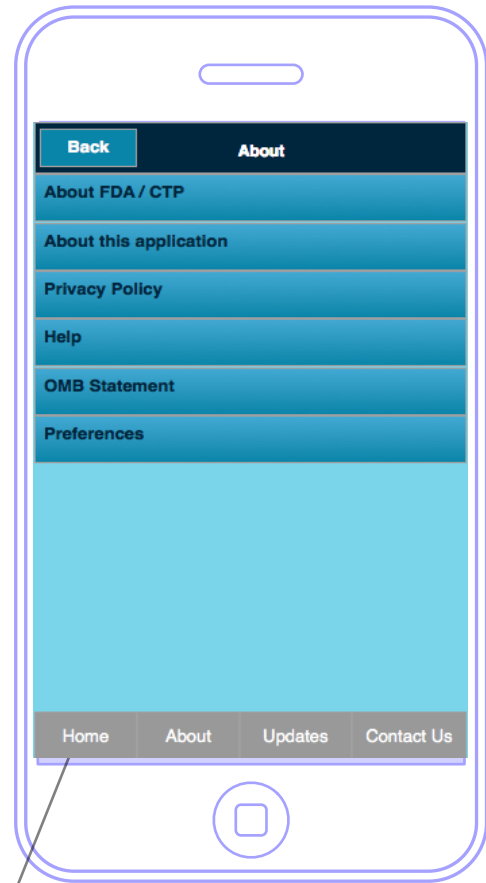 Back About
About FDA / CTP
About this application
Privacy Policy
Help
OMB Statement
Preferences
Home About Updates Contact Us